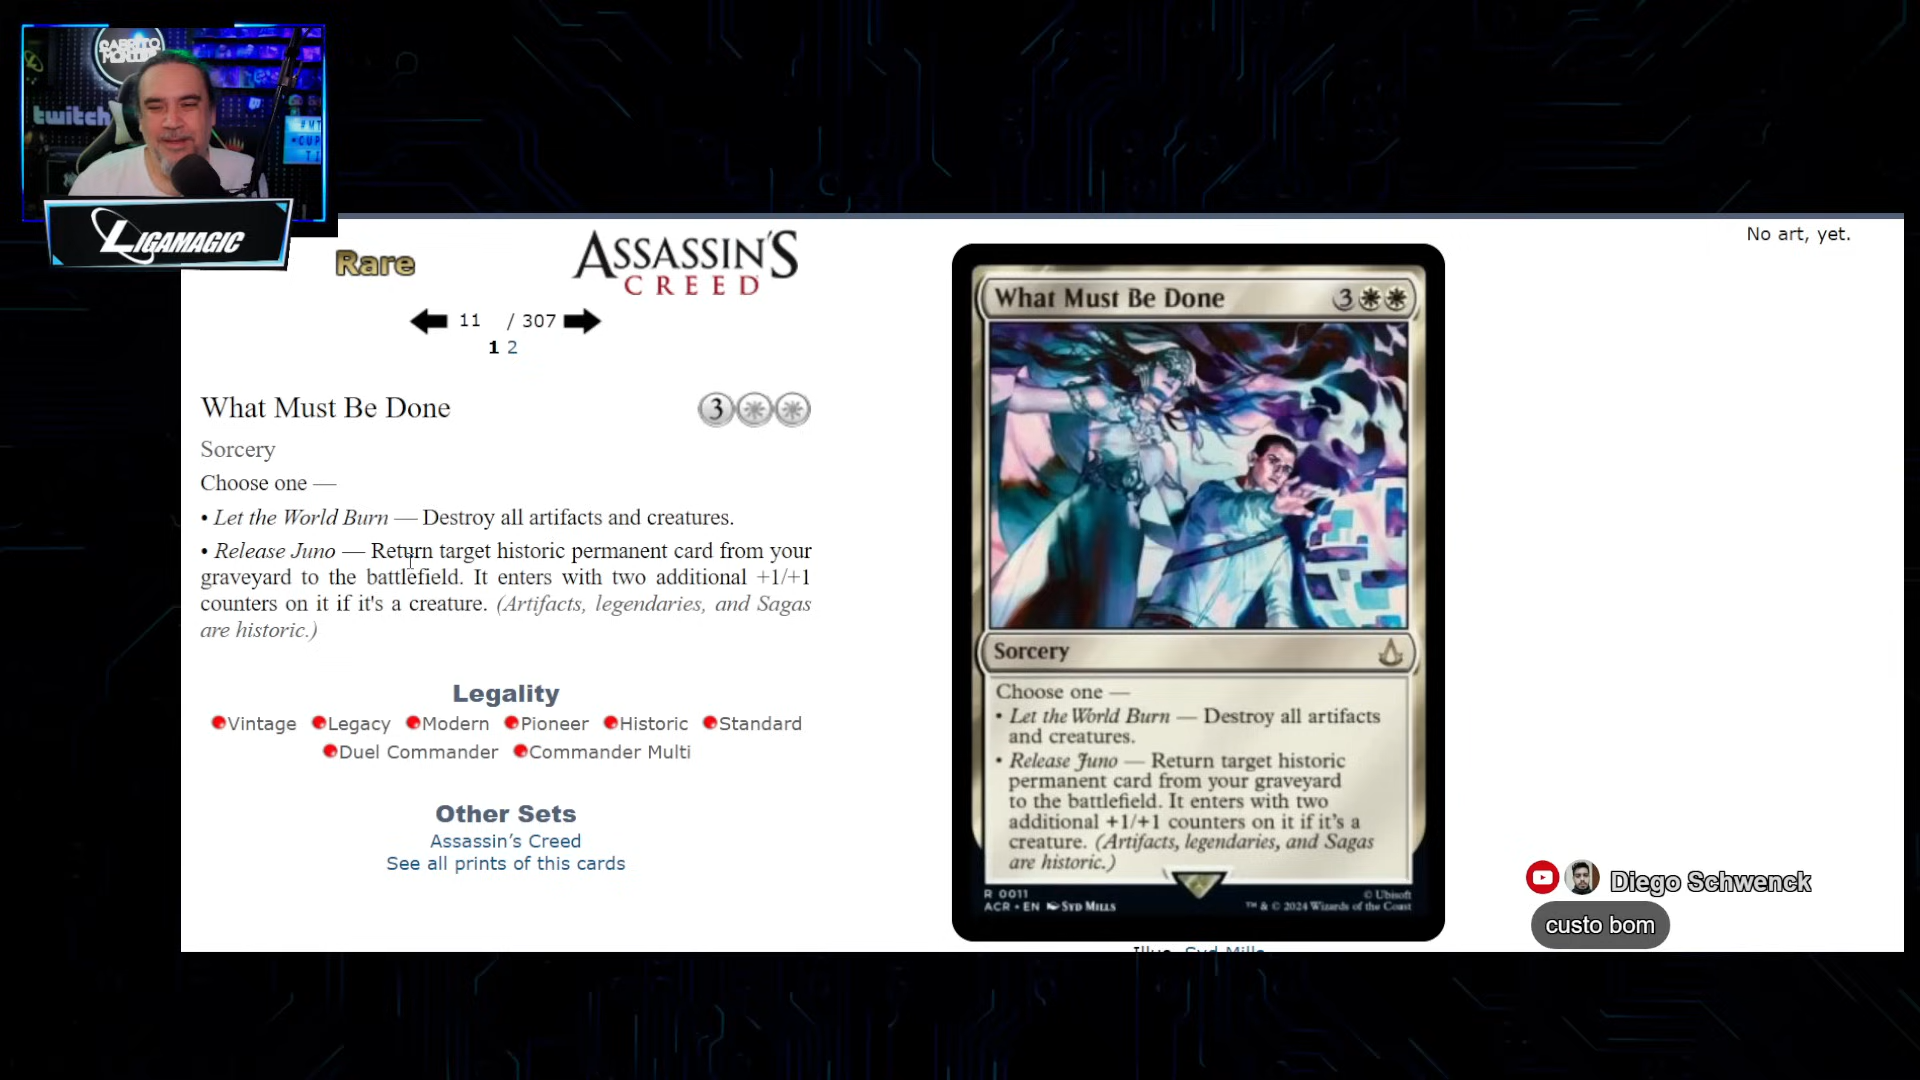 CABRITO
MONTEZ
twitch
LIGAMAGIC
Rare
ASSASSIN'S
CREED
11 / 307
1 2
What Must Be Done 3
Sorcery
Choose one —
• Let the World Burn — Destroy all artifacts and creatures.
• Release Juno — Return target historic permanent card from your
graveyard to the battlefield. It enters with two additional +1/+1
counters on it if it's a creature. (Artifacts, legendaries, and Sagas
are historic.)
Legality
Vintage Legacy Modern Pioneer Historic Standard
Duel Commander Commander Multi
Other Sets
Assassin’s Creed
See all prints of this cards
No art, yet.
What Must Be Done 3
Sorcery
Choose one —
• Let the World Burn — Destroy all artifacts
and creatures.
• Release Juno — Return target historic
permanent card from your graveyard
to the battlefield. It enters with two
additional +1/+1 counters on it if it's a
creature. (Artifacts, legendaries, and Sagas
are historic.)
R 0011
ACR • EN SYD MILLS
© Ubisoft
™ & © 2024 Wizards of the Coast
Illus. Syd Mills
Diego Schwenck
custo bom